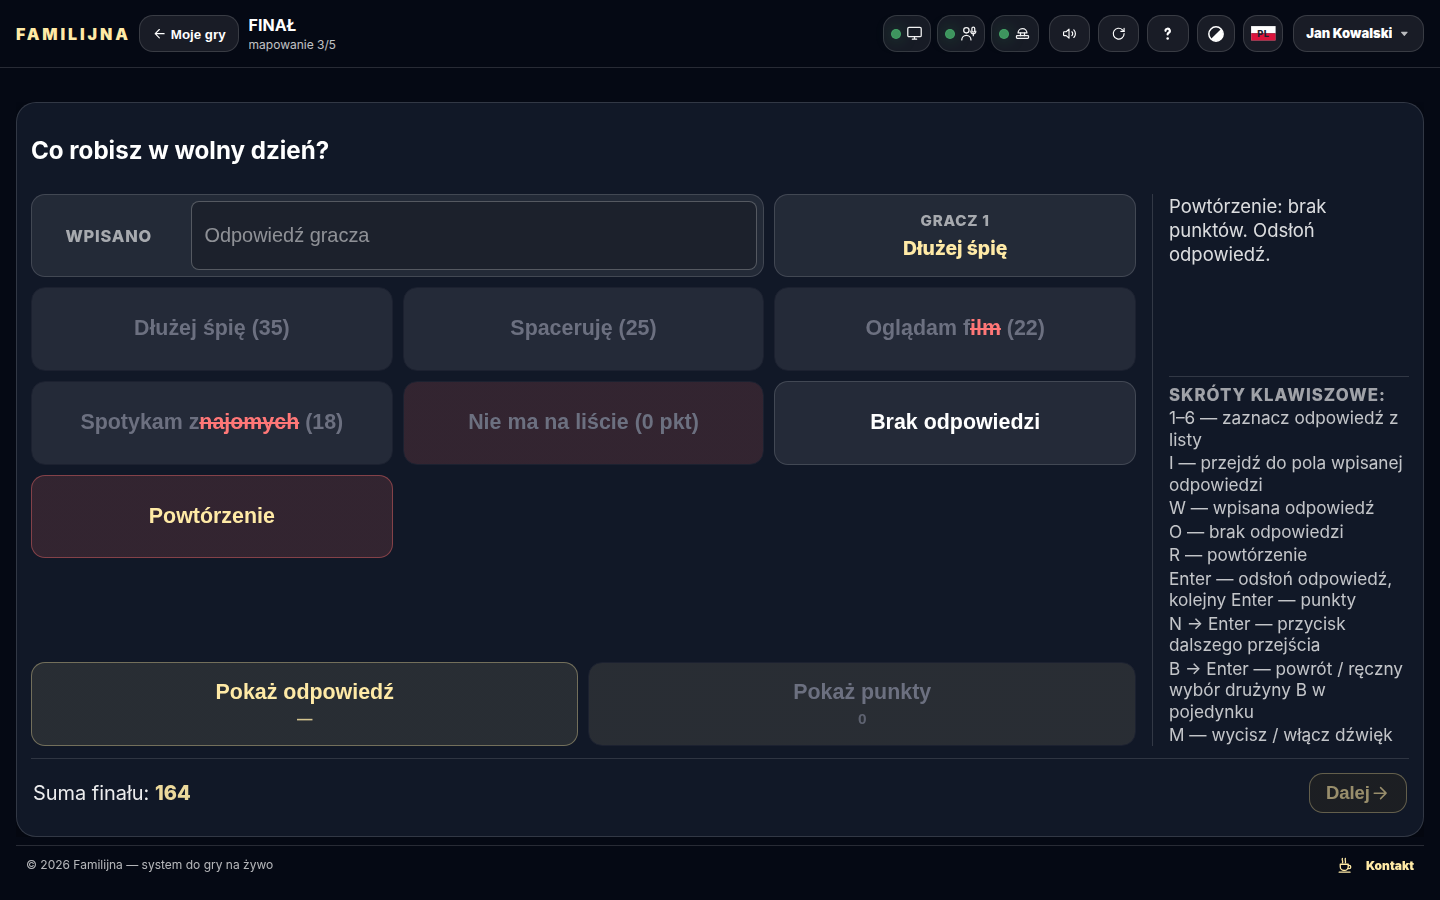 FAMILIJNA
← Moje gry
FINAŁ
mapowanie 3/5
?
PL
Jan Kowalski
Co robisz w wolny dzień?
WPISANO
Odpowiedź gracza
GRACZ 1
Dłużej śpię
Powtórzenie: brak
punktów. Odsłoń
odpowiedź.
Dłużej śpię (35)
Spaceruję (25)
Oglądam film (22)
Spotykam znajomych (18)
Nie ma na liście (0 pkt)
Brak odpowiedzi
Powtórzenie
SKRÓTY KLAWISZOWE:
1–6 — zaznacz odpowiedź z
listy
I — przejdź do pola wpisanej
odpowiedzi
W — wpisana odpowiedź
O — brak odpowiedzi
R — powtórzenie
Enter — odsłoń odpowiedź,
kolejny Enter — punkty
N → Enter — przycisk
dalszego przejścia
B → Enter — powrót / ręczny
wybór drużyny B w
pojedynku
M — wycisz / włącz dźwięk
Pokaż odpowiedź
—
Pokaż punkty
0
Suma finału: 164
Dalej →
© 2026 Familijna — system do gry na żywo
Kontakt